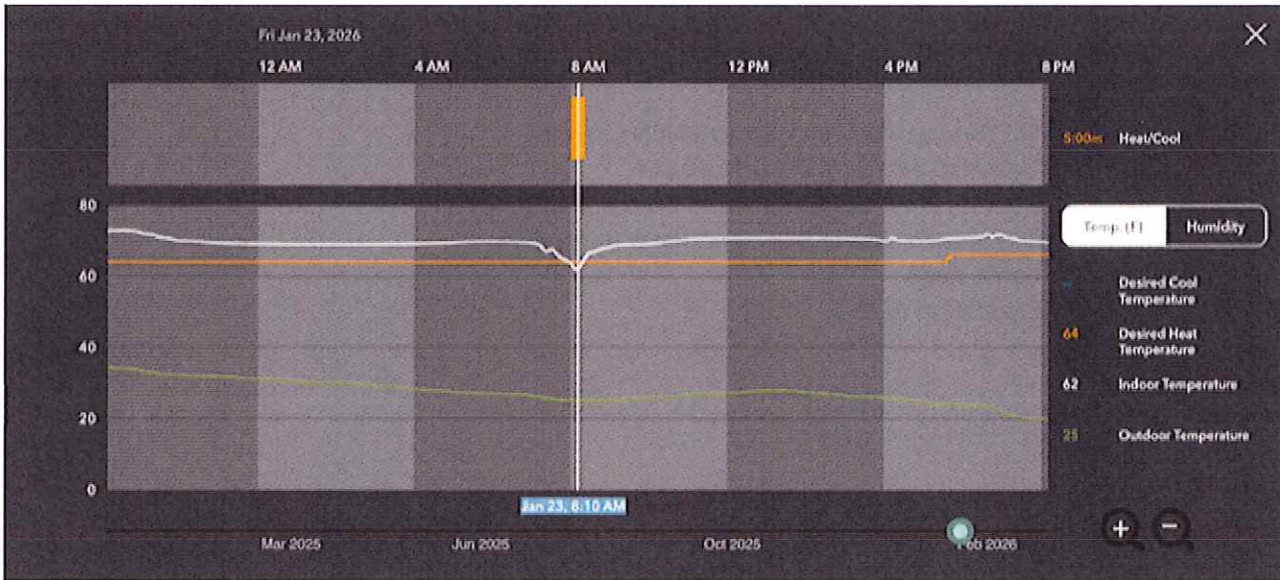 Fri Jan 23, 2026
12 AM 4 AM 8 AM 12 PM 4 PM 8 PM
5:00m Heat/Cool
80
Temp. (F) Humidity
60
-- Desired Cool
Temperature
64 Desired Heat
Temperature
40
62 Indoor Temperature
20
25 Outdoor Temperature
0
Jan 23, 8:10 AM
Mar 2025 Jun 2025 Oct 2025 Feb 2026